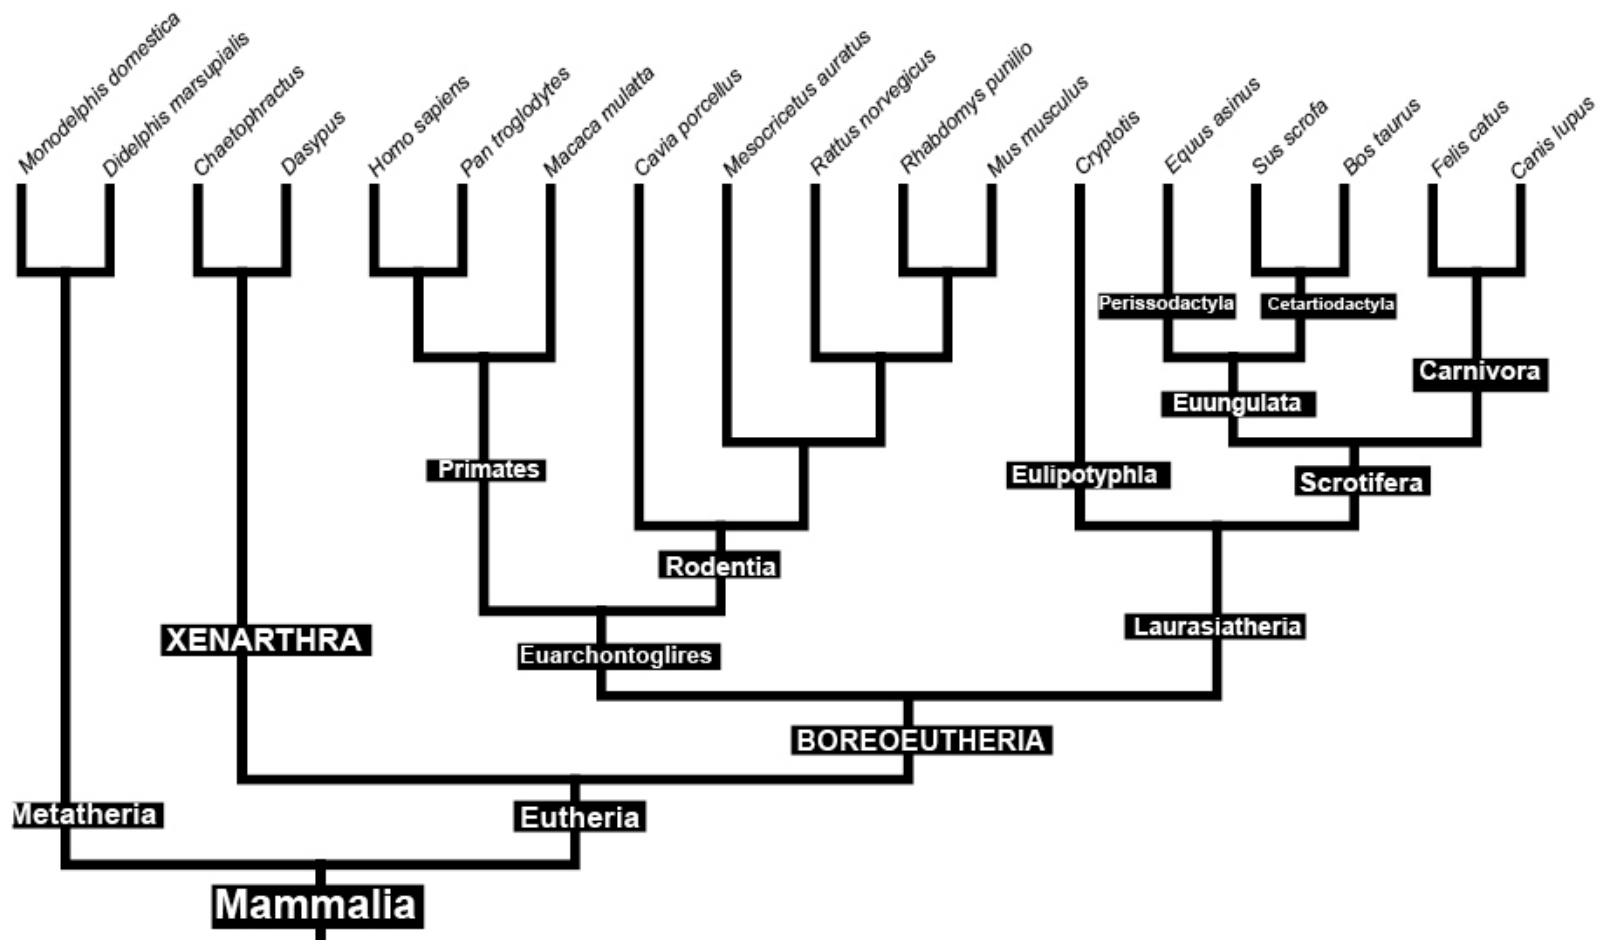 Monodelphis domestica
Didelphis marsupialis
Chaetophractus
Dasypus
Homo sapiens
Pan troglodytes
Macaca mulatta
Cavia porcellus
Mesocricetus auratus
Rattus norvegicus
Rhabdomys punilio
Mus musculus
Cryptotis
Equus asinus
Sus scrofa
Bos taurus
Felis catus
Canis lupus
Perissodactyla
Cetartiodactyla
Carnivora
Euungulata
Primates
Eulipotyphla
Scrotifera
Rodentia
XENARTHRA
Euarchontoglires
Laurasiatheria
BOREOEUTHERIA
Metatheria
Eutheria
Mammalia